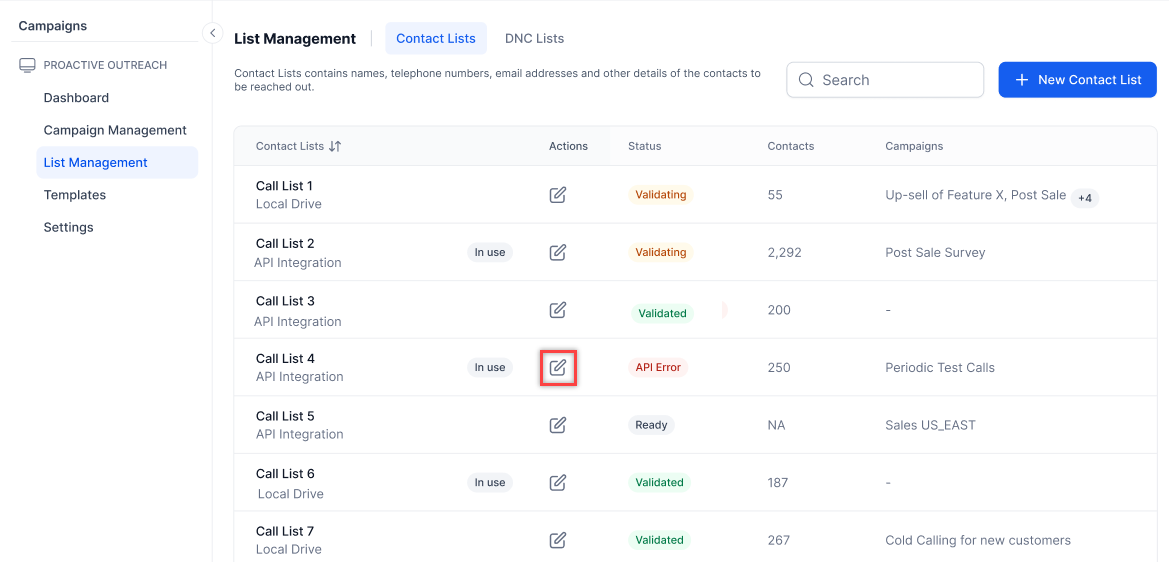 Campaigns
PROACTIVE OUTREACH
Dashboard
Campaign Management
List Management
Templates
Settings
List Management
Contact Lists
DNC Lists
Contact Lists contains names, telephone numbers, email addresses and other details of the contacts to
be reached out.
Search
New Contact List
Contact Lists Actions Status Contacts Campaigns
Call List 1
Local Drive
Validating 55 Up-sell of Feature X, Post Sale +4
Call List 2
API Integration
In use Validating 2,292 Post Sale Survey
Call List 3
API Integration
Validated 200 -
Call List 4
API Integration
In use API Error 250 Periodic Test Calls
Call List 5
API Integration
Ready NA Sales US_EAST
Call List 6
Local Drive
In use Validated 187 -
Call List 7
Local Drive
Validated 267 Cold Calling for new customers